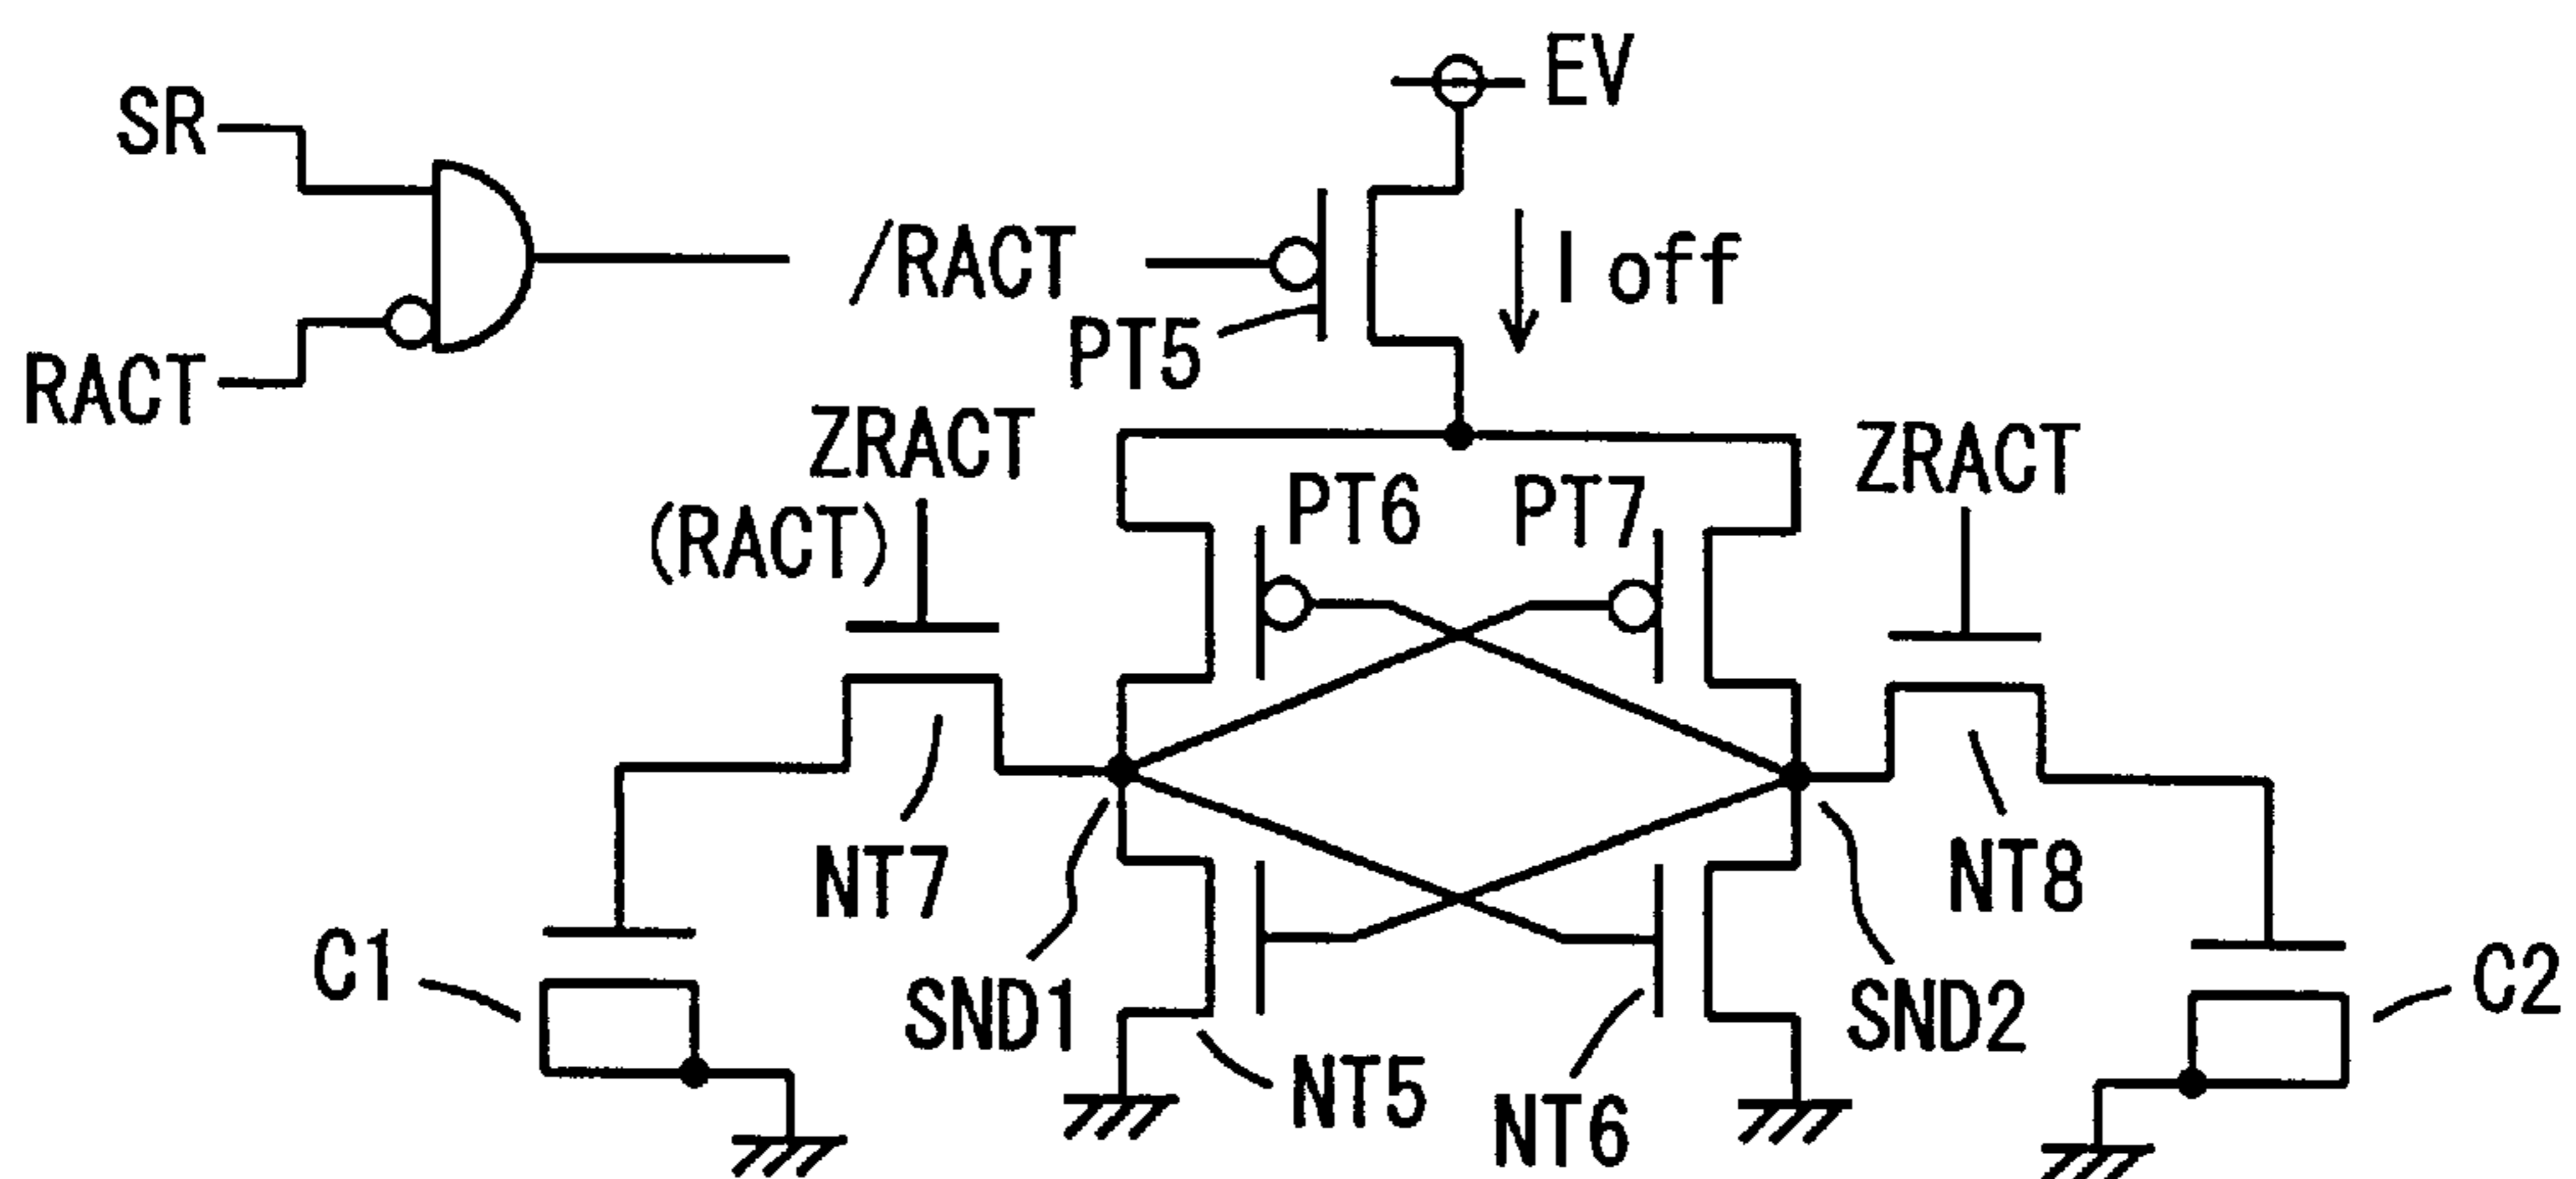 EV
SR
/RACT
I off
PT5
RACT
ZRACT
(RACT)
ZRACT
PT6
PT7
NT7
NT8
C1
SND1
SND2
C2
NT5
NT6